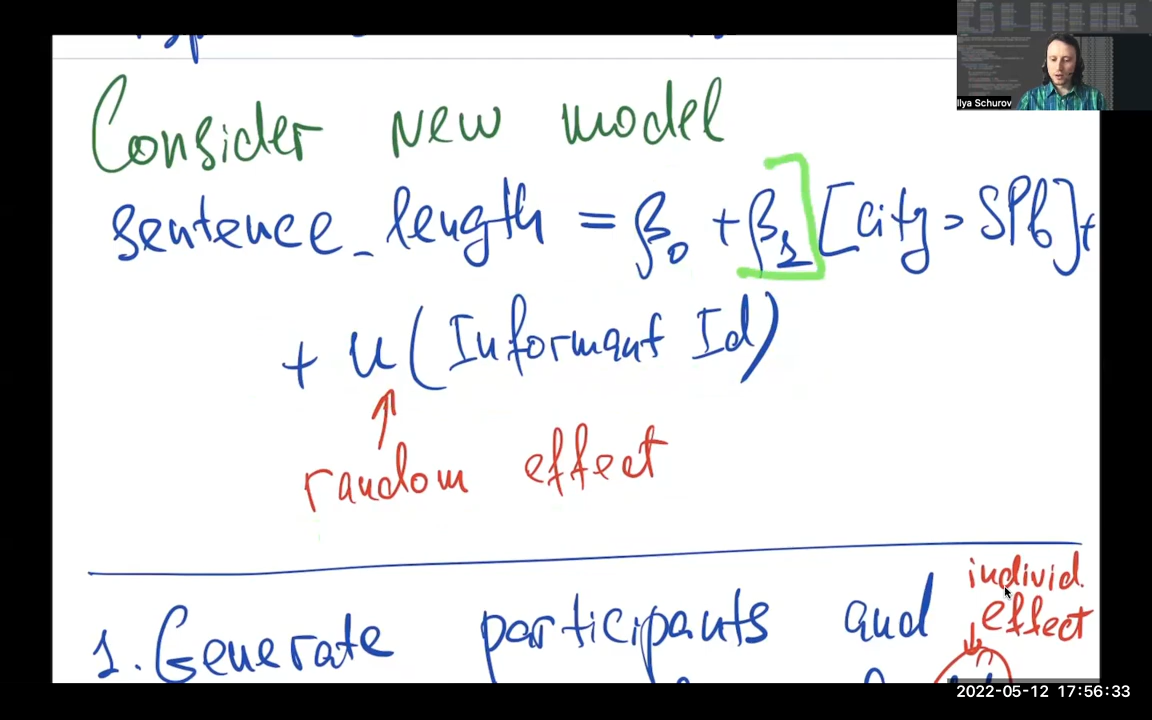 Ilya Schurov
Consider new model
sentence_length = β₀ + β₁ [City = SPb] +
+ u (Informant Id)
random effect
individ.
effect
1. Generate participants and
2022-05-12 17:56:33